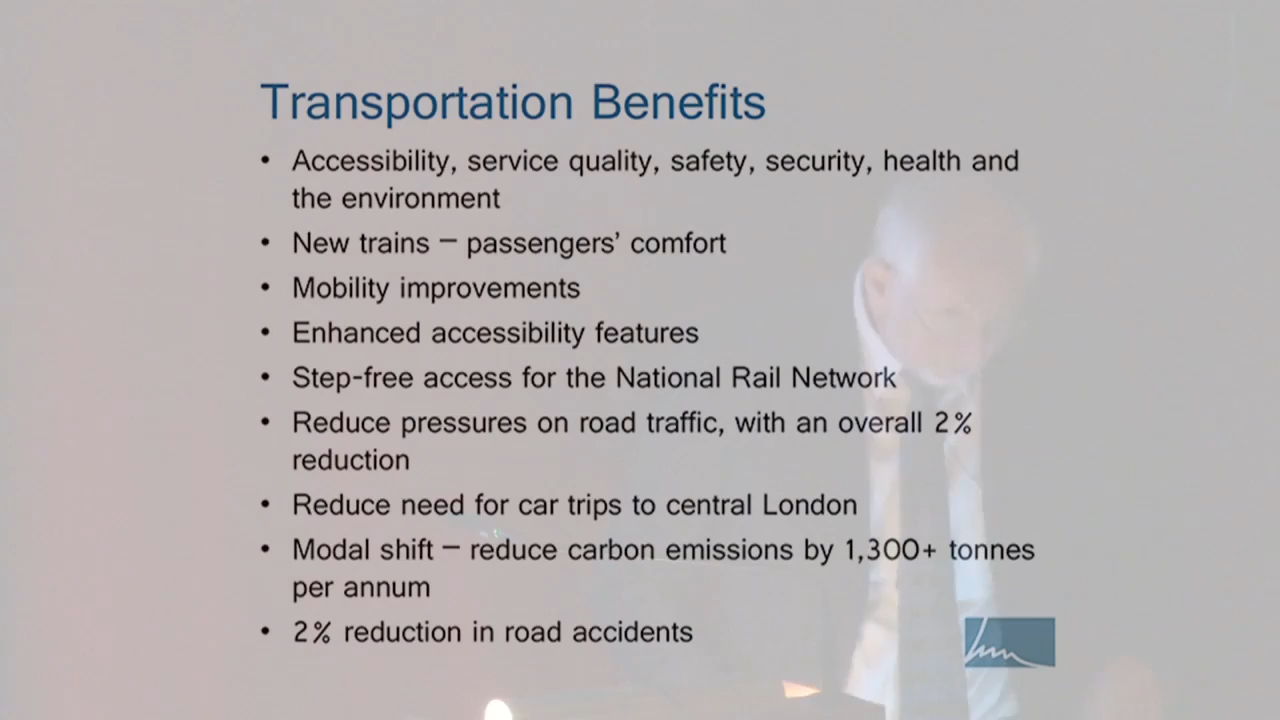 Transportation Benefits
• Accessibility, service quality, safety, security, health and
the environment
• New trains – passengers’ comfort
• Mobility improvements
• Enhanced accessibility features
• Step-free access for the National Rail Network
• Reduce pressures on road traffic, with an overall 2%
reduction
• Reduce need for car trips to central London
• Modal shift – reduce carbon emissions by 1,300+ tonnes
per annum
• 2% reduction in road accidents